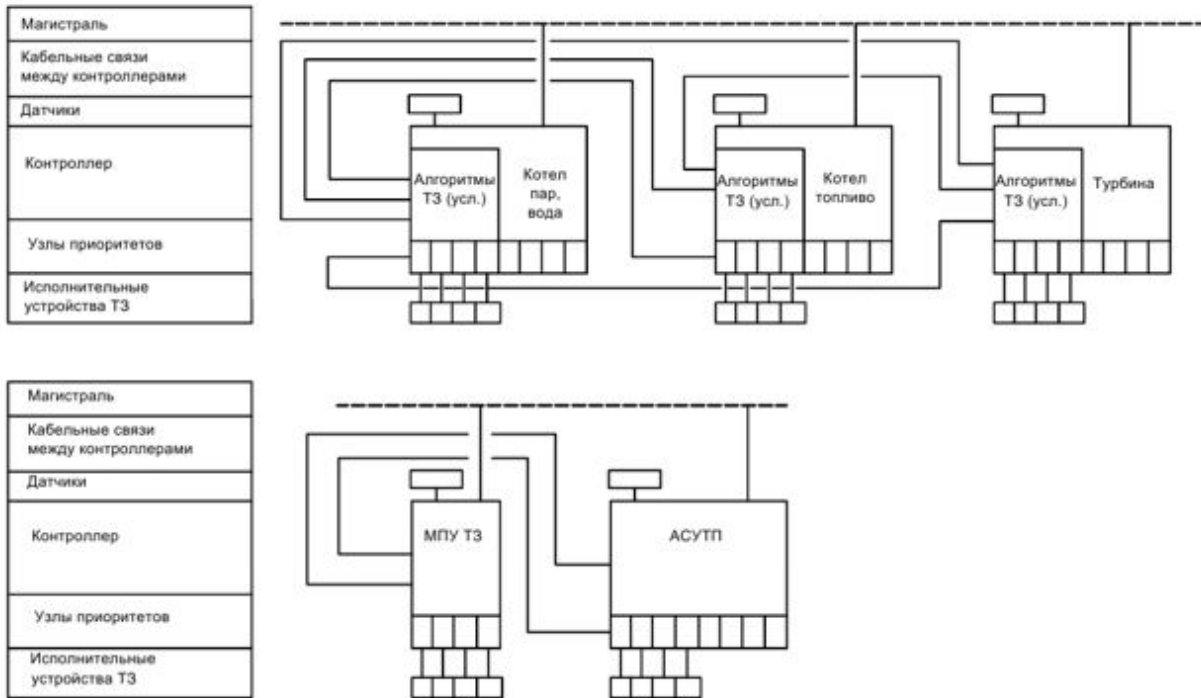 Магистраль
Кабельные связи
между контроллерами
Датчики
Контроллер
Узлы приоритетов
Исполнительные
устройства ТЗ
Алгоритмы
ТЗ (усл.)
Котел
пар,
вода
Алгоритмы
ТЗ (усл.)
Котел
топливо
Алгоритмы
ТЗ (усл.)
Турбина
Магистраль
Кабельные связи
между контроллерами
Датчики
Контроллер
Узлы приоритетов
Исполнительные
устройства ТЗ
МПУ ТЗ
АСУТП